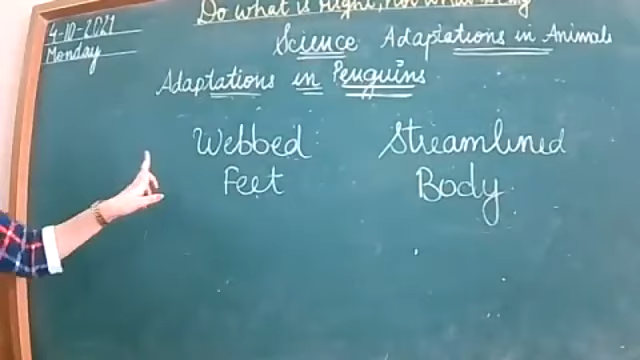 Do what is right, not what is easy
4-10-2021
Monday
Science Adaptations in Animals
Adaptations in Penguins
Webbed Streamlined
Feet Body